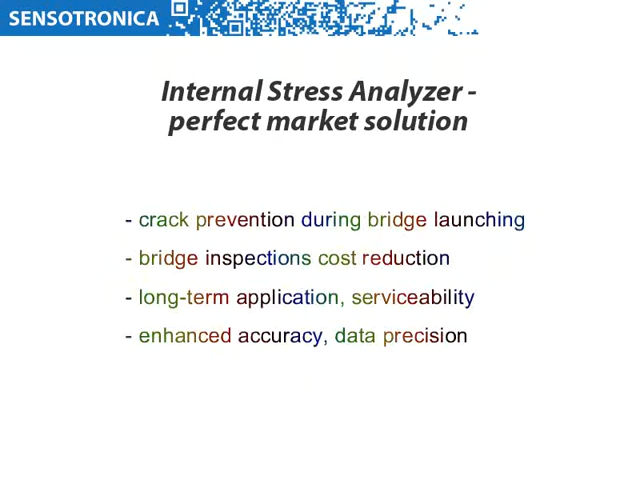 SENSOTRONICA
Internal Stress Analyzer -
perfect market solution
- crack prevention during bridge launching
- bridge inspections cost reduction
- long-term application, serviceability
- enhanced accuracy, data precision